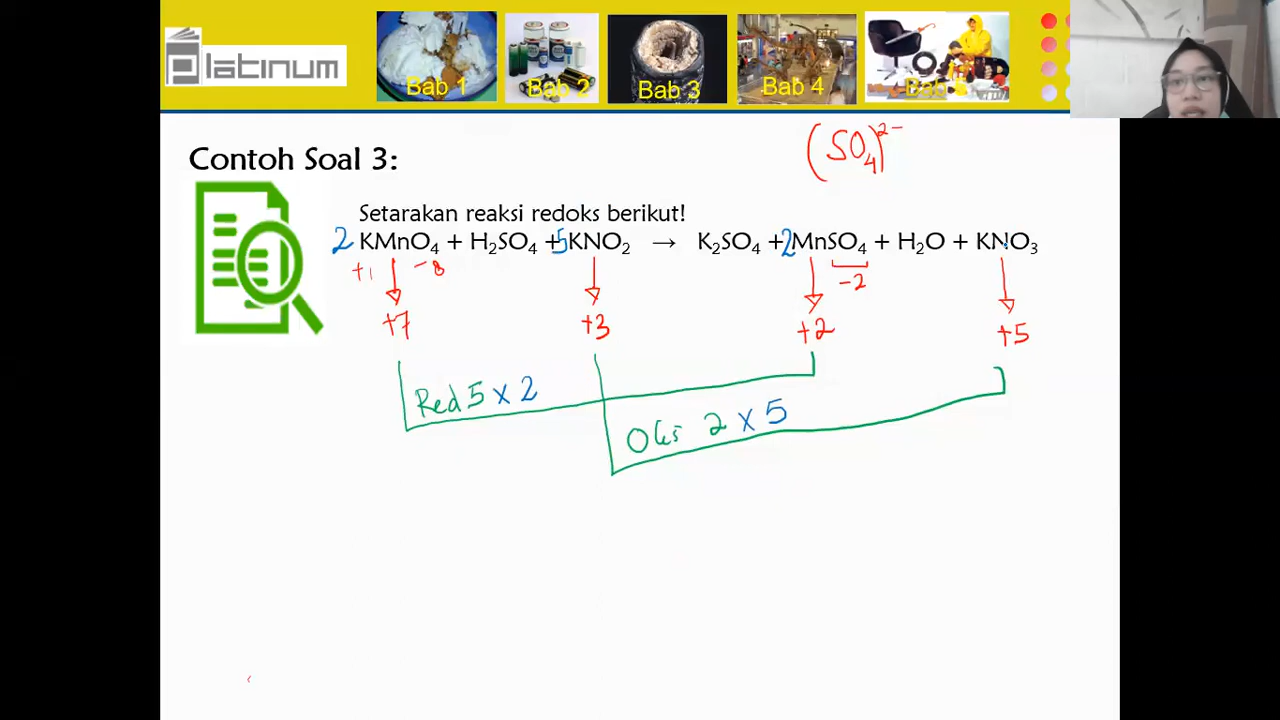 Platinum
Bab 1 Bab 2 Bab 3 Bab 4 Bab 5
(SO₄)²⁻
Contoh Soal 3:
Setarakan reaksi redoks berikut!
2 KMnO₄ + H₂SO₄ + 5 KNO₂ → K₂SO₄ + 2 MnSO₄ + H₂O + KNO₃
+1 -8 -2
+7 +3 +2 +5
Red 5 x 2
Oks 2 x 5